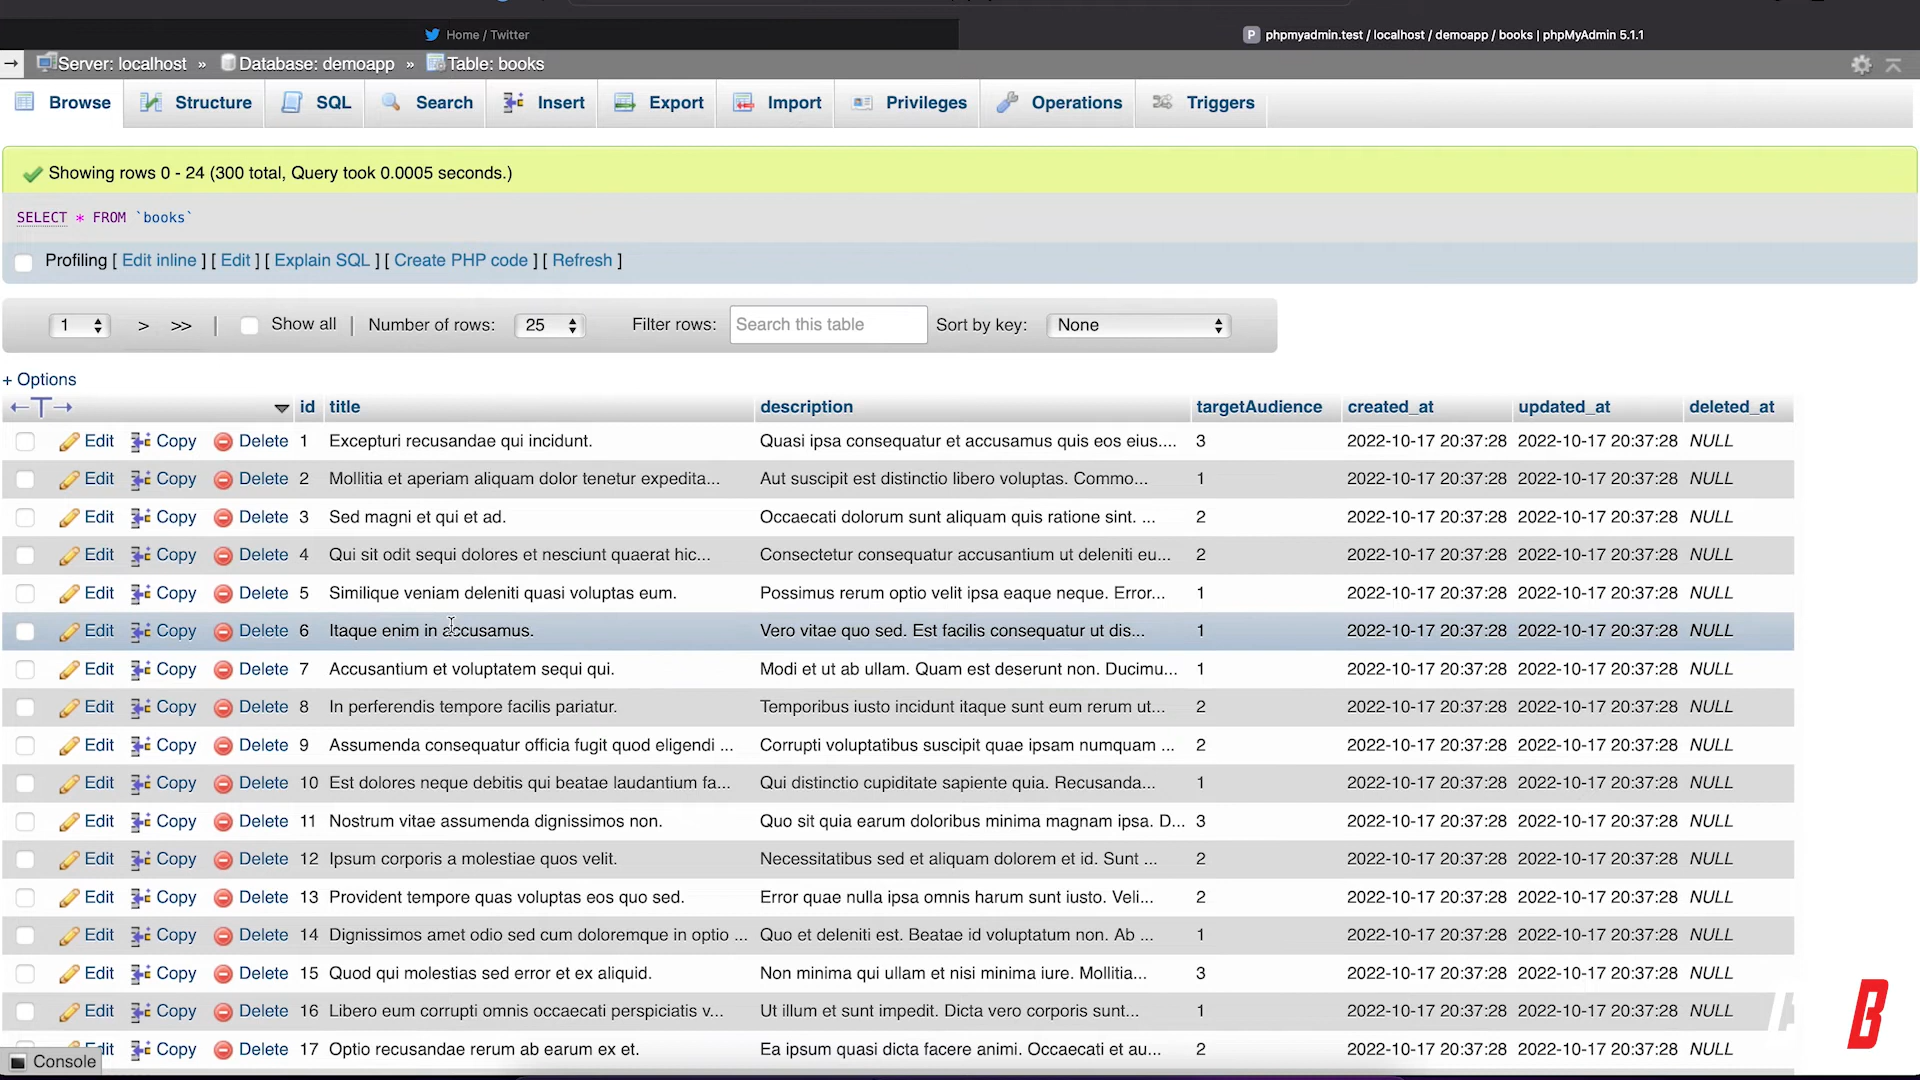 Home / Twitter
P phpmyadmin.test / localhost / demoapp / books | phpMyAdmin 5.1.1
→ Server: localhost » Database: demoapp » Table: books
Browse Structure SQL Search Insert Export Import Privileges Operations Triggers
Showing rows 0 - 24 (300 total, Query took 0.0005 seconds.)
SELECT * FROM `books`
Profiling [ Edit inline ] [ Edit ] [ Explain SQL ] [ Create PHP code ] [ Refresh ]
1 > >> | Show all | Number of rows: 25 Filter rows: Search this table Sort by key: None
+ Options
←T→ id title description targetAudience created_at updated_at deleted_at
Edit Copy Delete 1 Excepturi recusandae qui incidunt. Quasi ipsa consequatur et accusamus quis eos eius.... 3 2022-10-17 20:37:28 2022-10-17 20:37:28 NULL
Edit Copy Delete 2 Mollitia et aperiam aliquam dolor tenetur expedita... Aut suscipit est distinctio libero voluptas. Commo... 1 2022-10-17 20:37:28 2022-10-17 20:37:28 NULL
Edit Copy Delete 3 Sed magni et qui et ad. Occaecati dolorum sunt aliquam quis ratione sint. ... 2 2022-10-17 20:37:28 2022-10-17 20:37:28 NULL
Edit Copy Delete 4 Qui sit odit sequi dolores et nesciunt quaerat hic... Consectetur consequatur accusantium ut deleniti eu... 2 2022-10-17 20:37:28 2022-10-17 20:37:28 NULL
Edit Copy Delete 5 Similique veniam deleniti quasi voluptas eum. Possimus rerum optio velit ipsa eaque neque. Error... 1 2022-10-17 20:37:28 2022-10-17 20:37:28 NULL
Edit Copy Delete 6 Itaque enim in accusamus. Vero vitae quo sed. Est facilis consequatur ut dis... 1 2022-10-17 20:37:28 2022-10-17 20:37:28 NULL
Edit Copy Delete 7 Accusantium et voluptatem sequi qui. Modi et ut ab ullam. Quam est deserunt non. Ducimu... 1 2022-10-17 20:37:28 2022-10-17 20:37:28 NULL
Edit Copy Delete 8 In perferendis tempore facilis pariatur. Temporibus iusto incidunt itaque sunt eum rerum ut... 2 2022-10-17 20:37:28 2022-10-17 20:37:28 NULL
Edit Copy Delete 9 Assumenda consequatur officia fugit quod eligendi ... Corrupti voluptatibus suscipit quae ipsam numquam ... 2 2022-10-17 20:37:28 2022-10-17 20:37:28 NULL
Edit Copy Delete 10 Est dolores neque debitis qui beatae laudantium fa... Qui distinctio cupiditate sapiente quia. Recusanda... 1 2022-10-17 20:37:28 2022-10-17 20:37:28 NULL
Edit Copy Delete 11 Nostrum vitae assumenda dignissimos non. Quo sit quia earum doloribus minima magnam ipsa. D... 3 2022-10-17 20:37:28 2022-10-17 20:37:28 NULL
Edit Copy Delete 12 Ipsum corporis a molestiae quos velit. Necessitatibus sed et aliquam dolorem et id. Sunt ... 2 2022-10-17 20:37:28 2022-10-17 20:37:28 NULL
Edit Copy Delete 13 Provident tempore quas voluptas eos quo sed. Error quae nulla ipsa omnis harum sunt iusto. Veli... 2 2022-10-17 20:37:28 2022-10-17 20:37:28 NULL
Edit Copy Delete 14 Dignissimos amet odio sed cum doloremque in optio ... Quo et deleniti est. Beatae id voluptatum non. Ab ... 1 2022-10-17 20:37:28 2022-10-17 20:37:28 NULL
Edit Copy Delete 15 Quod qui molestias sed error et ex aliquid. Non minima qui ullam et nisi minima iure. Mollitia... 3 2022-10-17 20:37:28 2022-10-17 20:37:28 NULL
Edit Copy Delete 16 Libero eum corrupti omnis occaecati perspiciatis v... Ut illum et sunt impedit. Dicta vero corporis sunt... 1 2022-10-17 20:37:28 2022-10-17 20:37:28 NULL
Edit Copy Delete 17 Optio recusandae rerum ab earum ex et. Ea ipsum quasi dicta facere animi. Occaecati et au... 2 2022-10-17 20:37:28 2022-10-17 20:37:28 NULL
Console
B